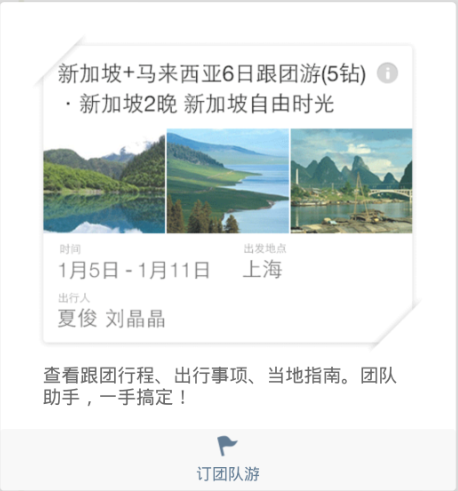 新加坡+马来西亚6日跟团游(5钻)
· 新加坡2晚 新加坡自由时光
时间
出发地点
1月5日 - 1月11日
上海
出行人
夏俊 刘晶晶
查看跟团行程、出行事项、当地指南。团队
助手，一手搞定！
订团队游